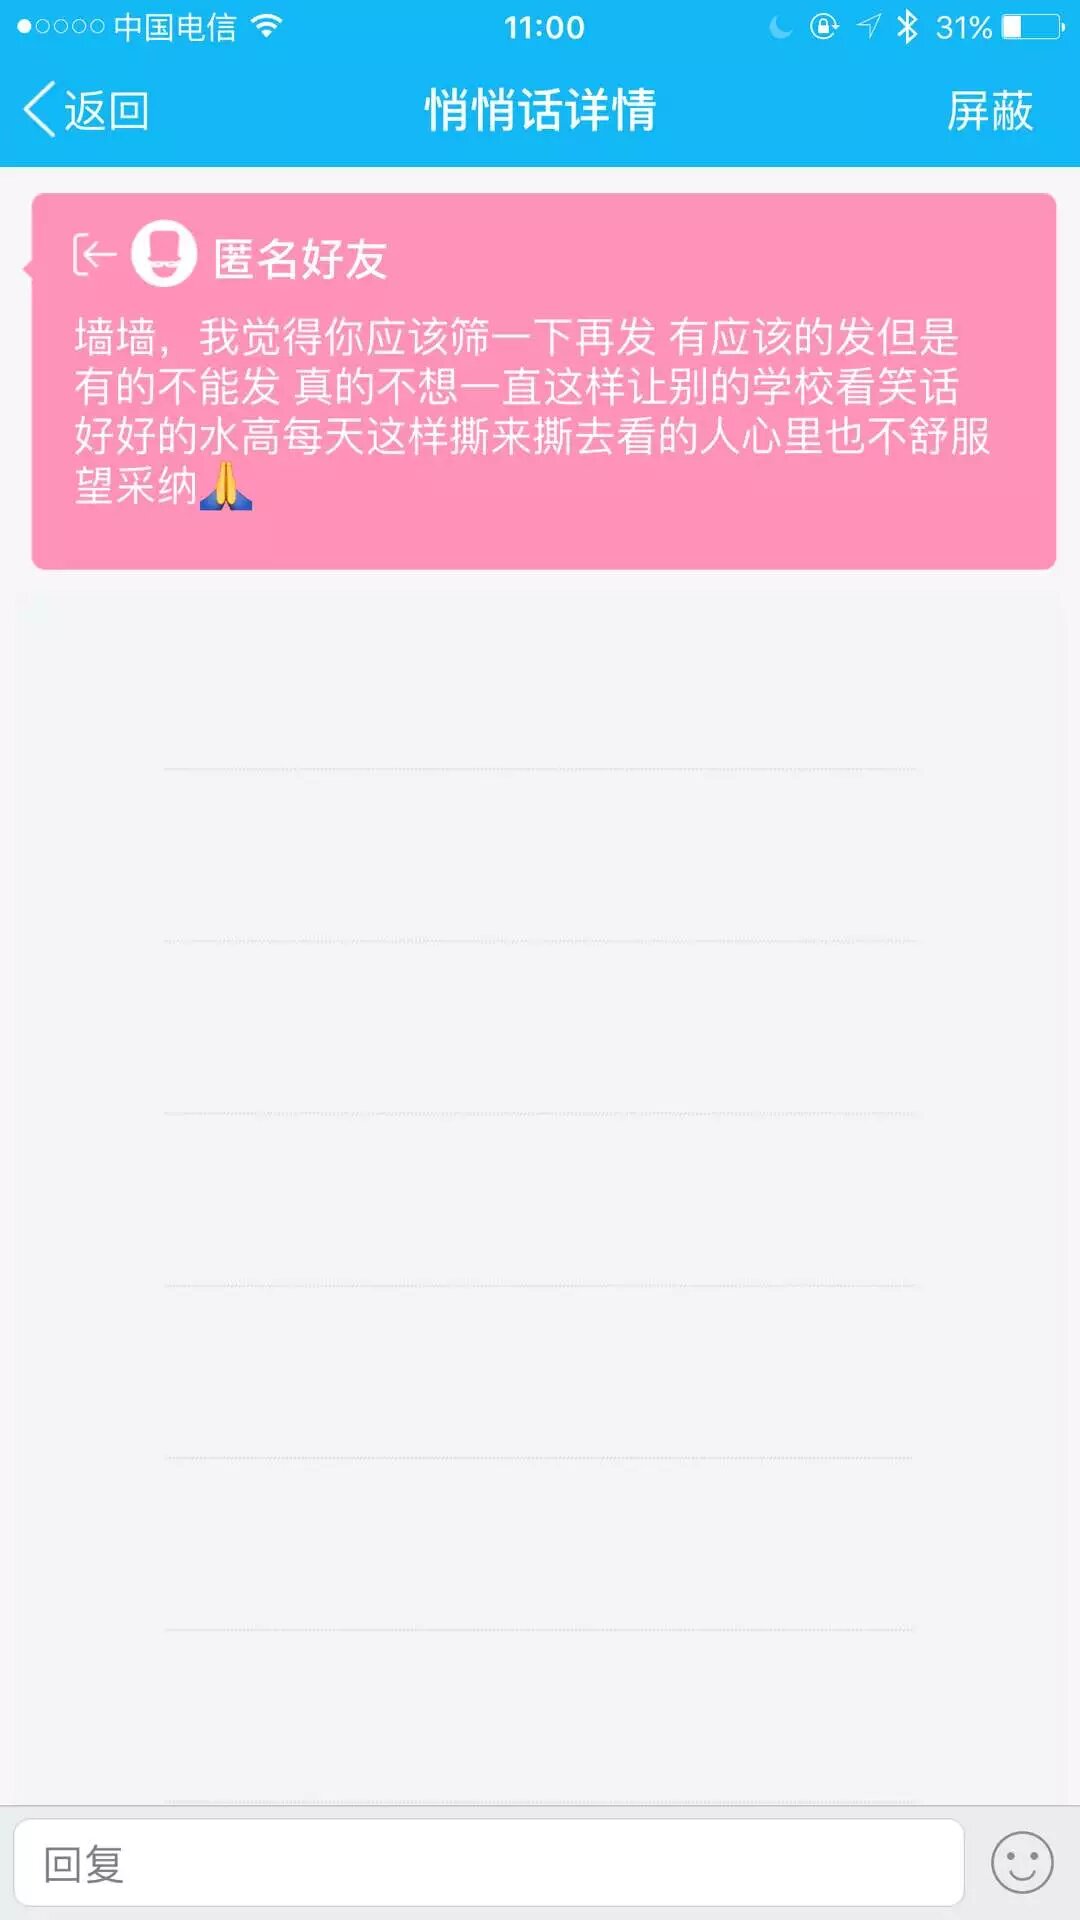 中国电信 11:00 31%
返回 悄悄话详情 屏蔽
匿名好友
墙墙，我觉得你应该筛一下再发 有应该的发但是
有的不能发 真的不想一直这样让别的学校看笑话
好好的水高每天这样撕来撕去看的人心里也不舒服
望采纳🙏
回复